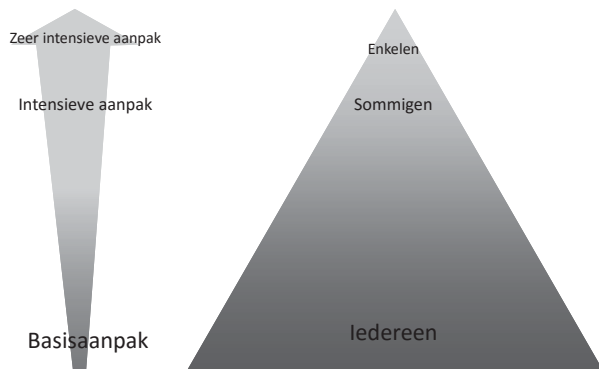 Zeer intensieve aanpak
Enkelen
Intensieve aanpak
Sommigen
Basisaanpak
Iedereen